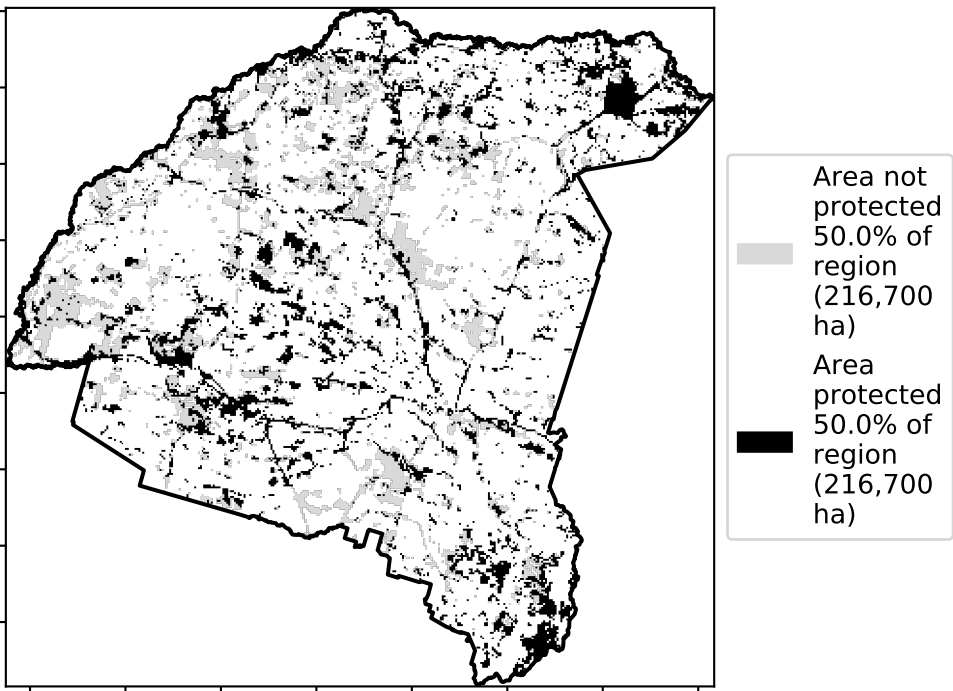 Area not
protected
50.0% of
region
(216,700
ha)
Area
protected
50.0% of
region
(216,700
ha)